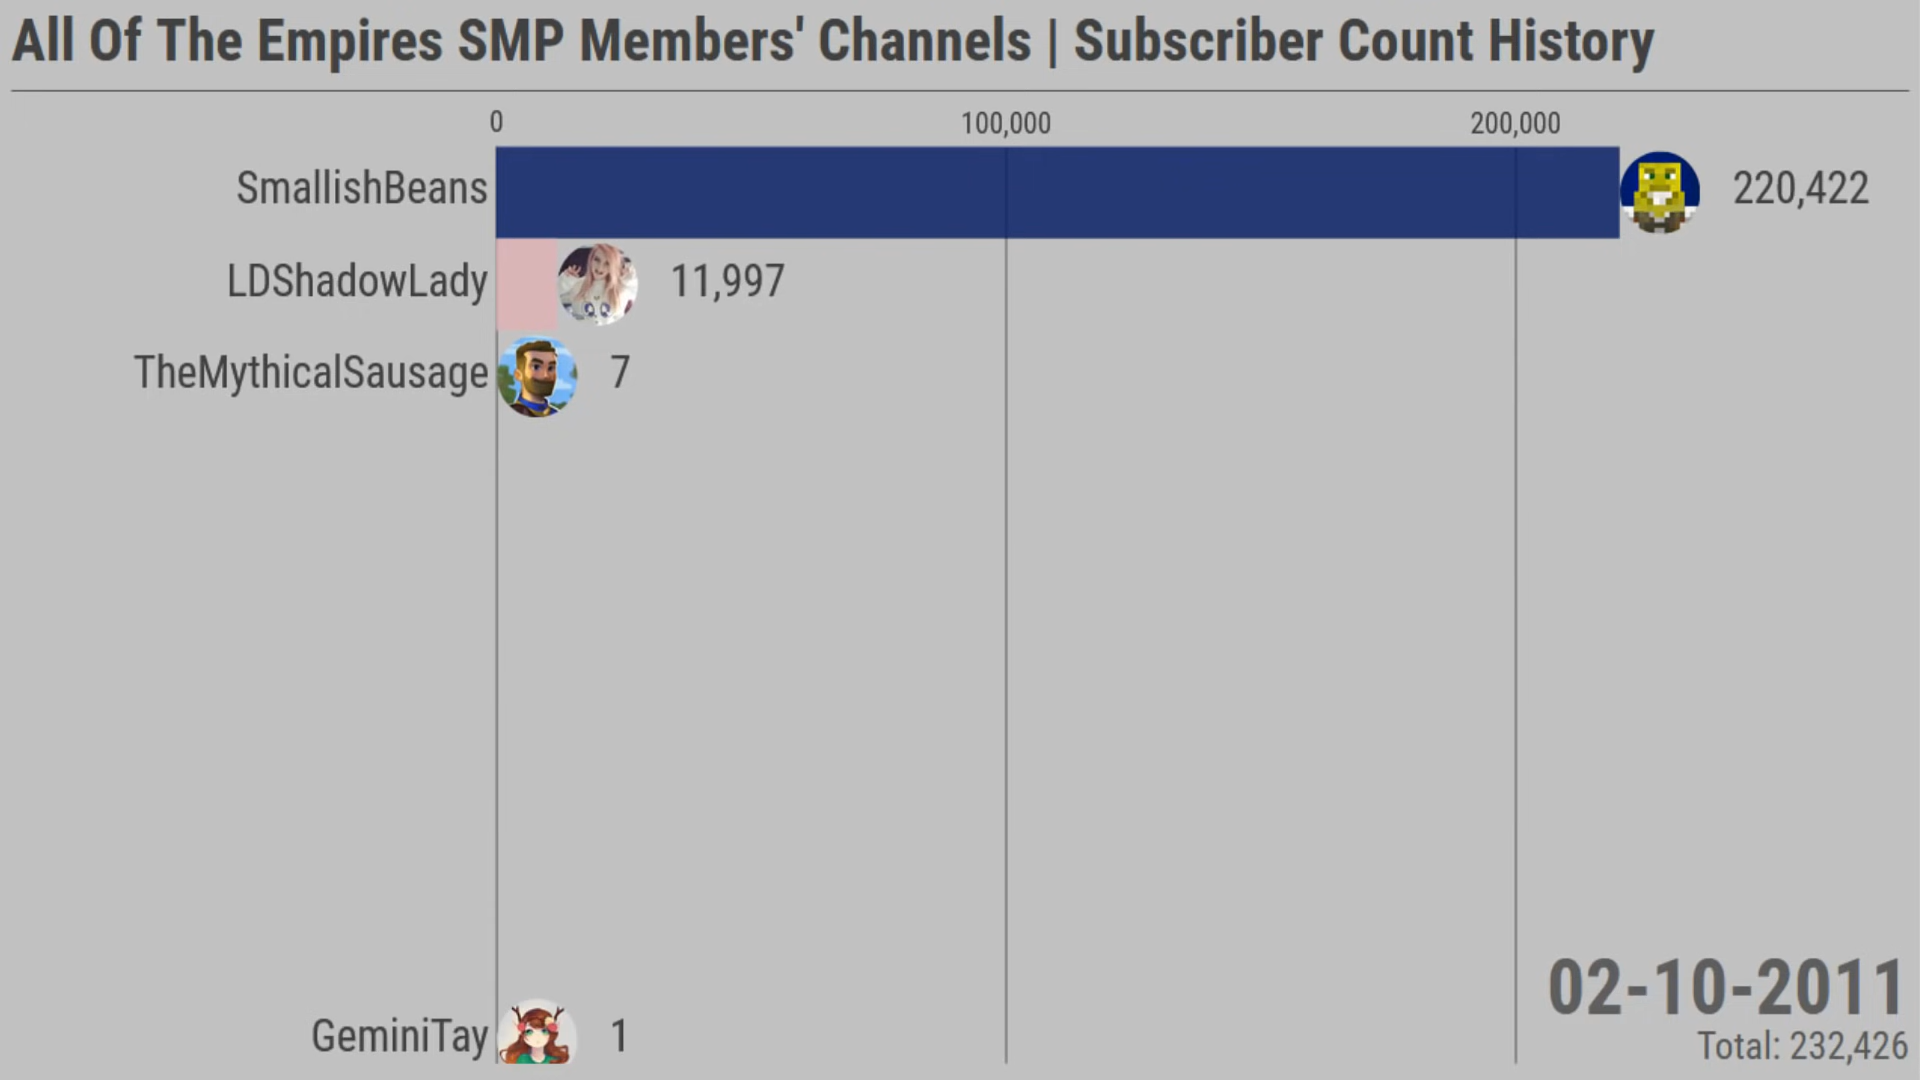 All Of The Empires SMP Members' Channels | Subscriber Count History
0 100,000 200,000
SmallishBeans 220,422
LDShadowLady 11,997
TheMythicalSausage 7
GeminiTay 1
02-10-2011
Total: 232,426